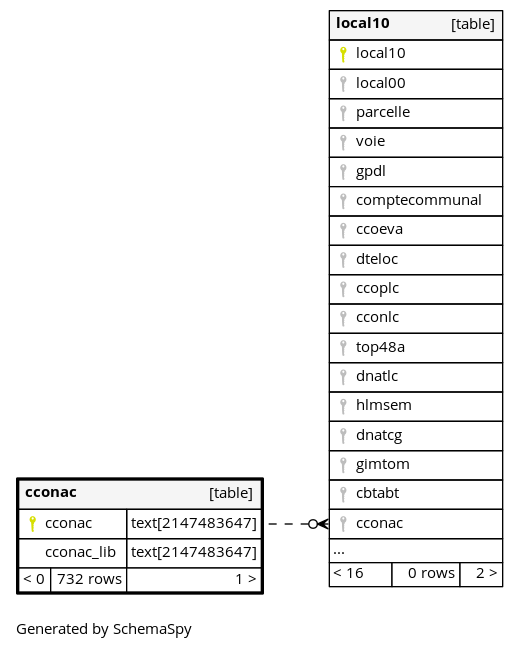 local10 [table]
local10
local00
parcelle
voie
gpdl
comptecommunal
ccoeva
dteloc
ccoplc
cconlc
top48a
dnatlc
hlmsem
dnatcg
gimtom
cbtabt
cconac
...
< 16 0 rows 2 >
cconac [table]
cconac text[2147483647]
cconac_lib text[2147483647]
< 0 732 rows 1 >
Generated by SchemaSpy